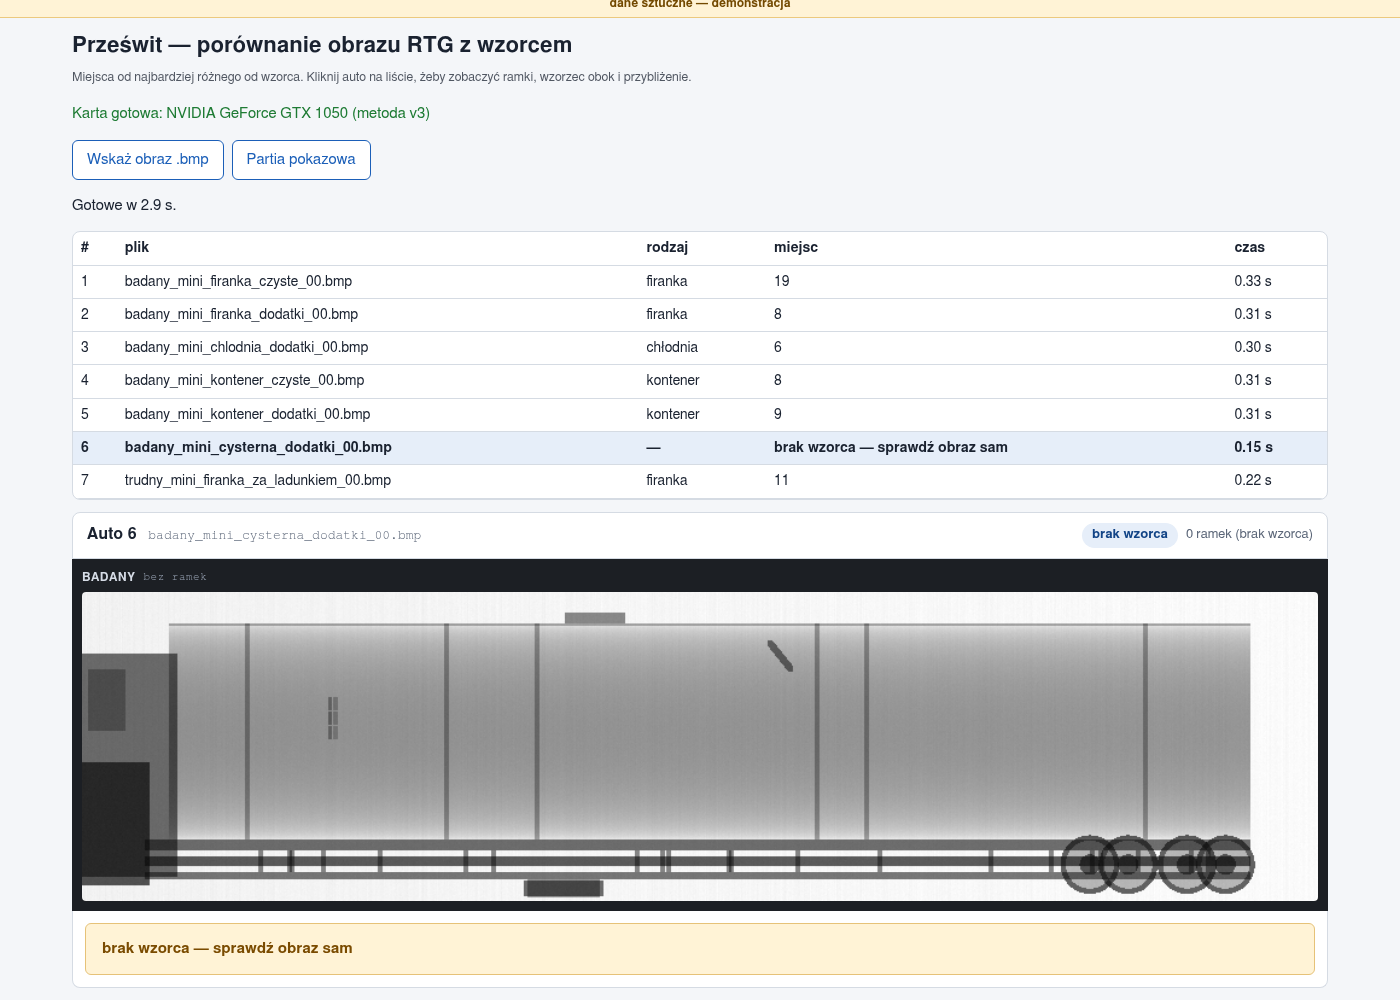 dane sztuczne — demonstracja
Prześwit — porównanie obrazu RTG z wzorcem
Miejsca od najbardziej różnego od wzorca. Kliknij auto na liście, żeby zobaczyć ramki, wzorzec obok i przybliżenie.
Karta gotowa: NVIDIA GeForce GTX 1050 (metoda v3)
Wskaż obraz .bmp Partia pokazowa
Gotowe w 2.9 s.
# plik rodzaj miejsc czas
1 badany_mini_firanka_czyste_00.bmp firanka 19 0.33 s
2 badany_mini_firanka_dodatki_00.bmp firanka 8 0.31 s
3 badany_mini_chlodnia_dodatki_00.bmp chłodnia 6 0.30 s
4 badany_mini_kontener_czyste_00.bmp kontener 8 0.31 s
5 badany_mini_kontener_dodatki_00.bmp kontener 9 0.31 s
6 badany_mini_cysterna_dodatki_00.bmp — brak wzorca — sprawdź obraz sam 0.15 s
7 trudny_mini_firanka_za_ladunkiem_00.bmp firanka 11 0.22 s
Auto 6 badany_mini_cysterna_dodatki_00.bmp brak wzorca 0 ramek (brak wzorca)
BADANY bez ramek
brak wzorca — sprawdź obraz sam